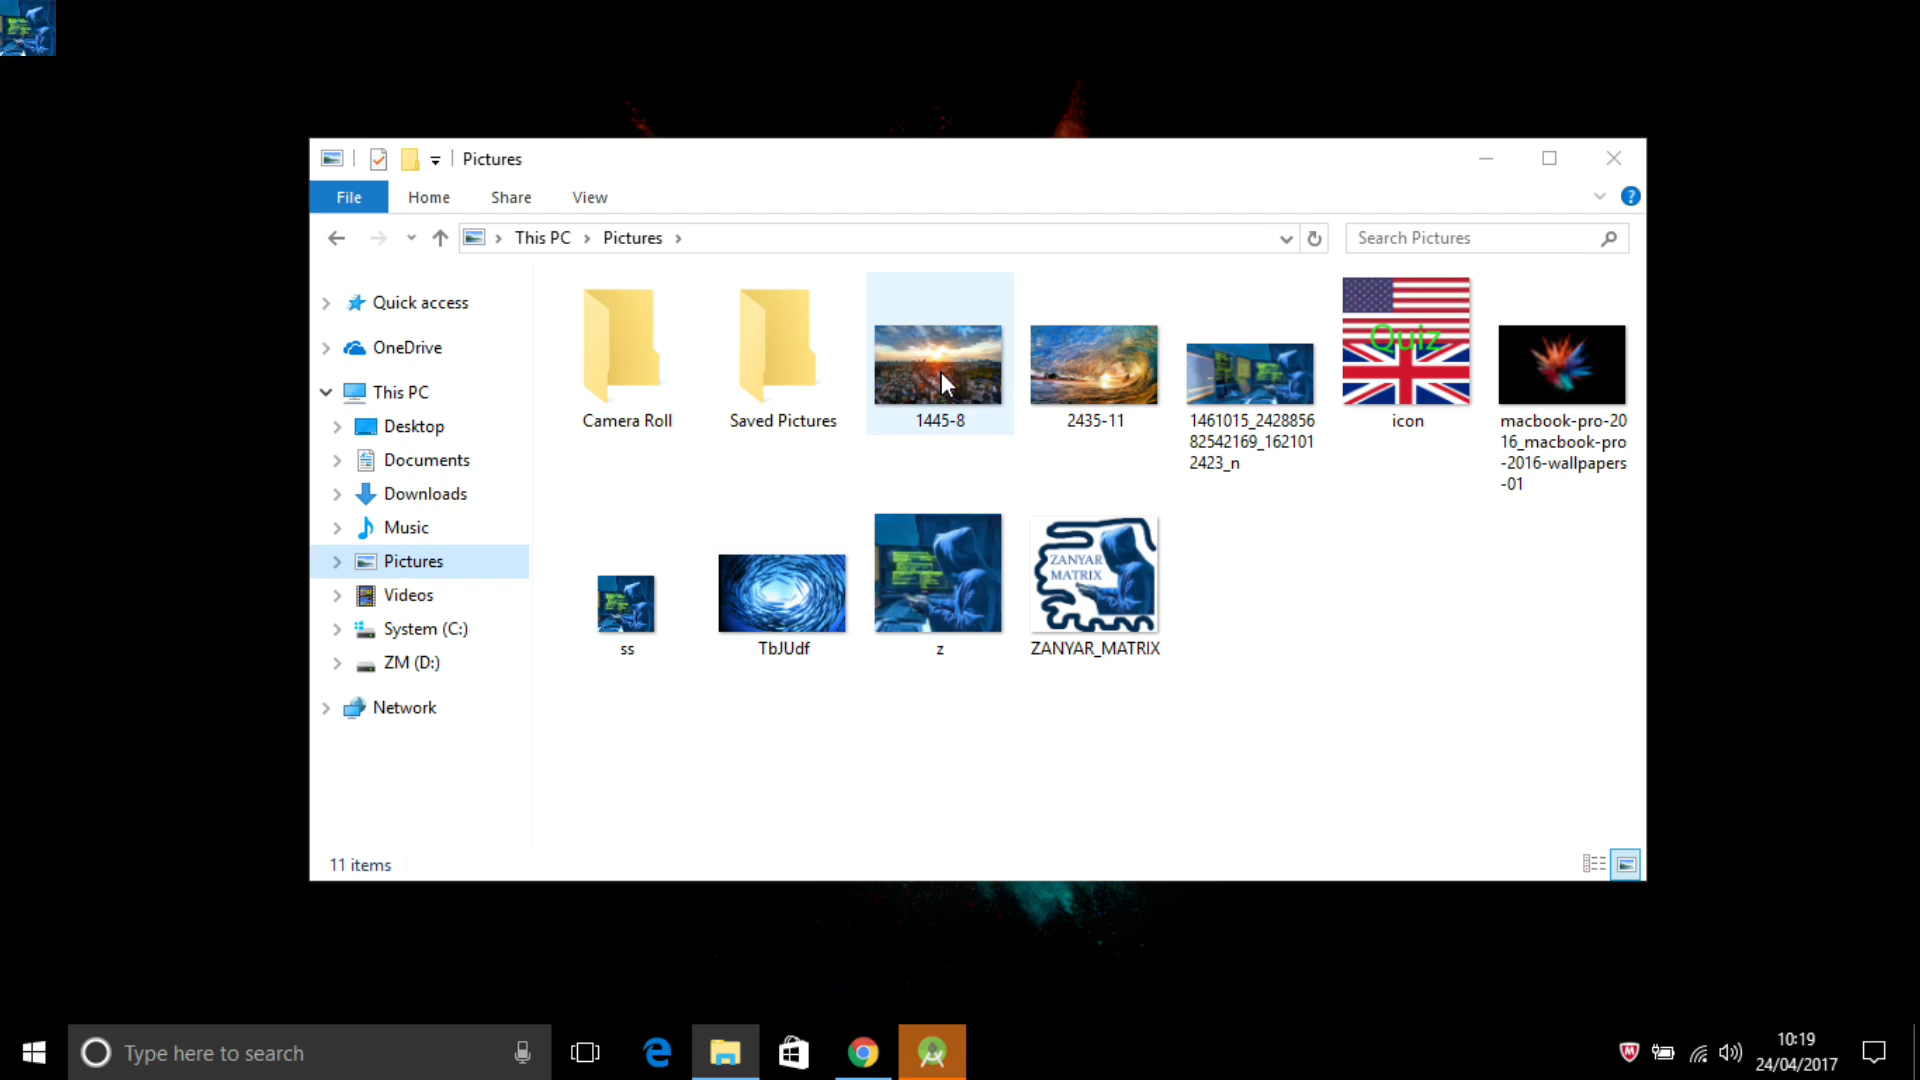 Pictures
File Home Share View
This PC Pictures
Search Pictures
Quick access
OneDrive
This PC
Desktop
Documents
Downloads
Music
Pictures
Videos
System (C:)
ZM (D:)
Network
Camera Roll
Saved Pictures
1445-8
2435-11
1461015_2428856
82542169_162101
2423_n
Quiz
icon
macbook-pro-20
16_macbook-pro
-2016-wallpapers
-01
ss
TbJUdf
z
ZANYAR
MATRIX
ZANYAR_MATRIX
11 items
Type here to search
10:19
24/04/2017